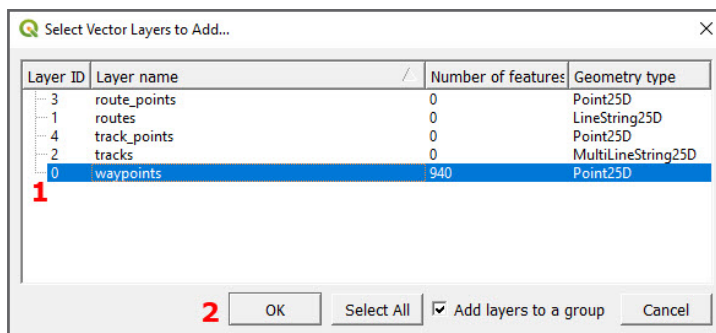 Select Vector Layers to Add...
Layer ID Layer name Number of features Geometry type
3 route_points 0 Point25D
1 routes 0 LineString25D
4 track_points 0 Point25D
2 tracks 0 MultiLineString25D
0 waypoints 940 Point25D
1
2 OK Select All Add layers to a group Cancel